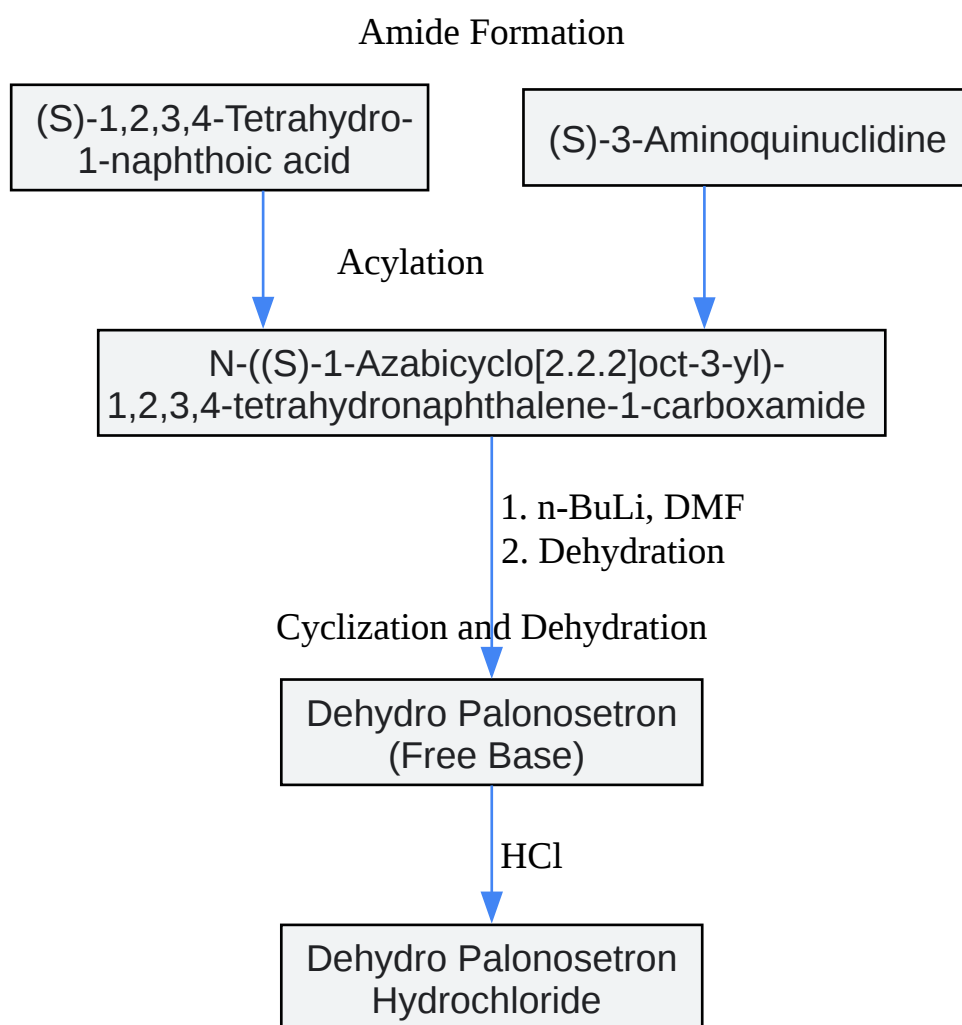 Amide Formation
(S)-1,2,3,4-Tetrahydro-
1-naphthoic acid
(S)-3-Aminoquinuclidine
Acylation
N-((S)-1-Azabicyclo[2.2.2]oct-3-yl)-
1,2,3,4-tetrahydronaphthalene-1-carboxamide
1. n-BuLi, DMF
2. Dehydration
Cyclization and Dehydration
Dehydro Palonosetron
(Free Base)
HCl
Dehydro Palonosetron
Hydrochloride